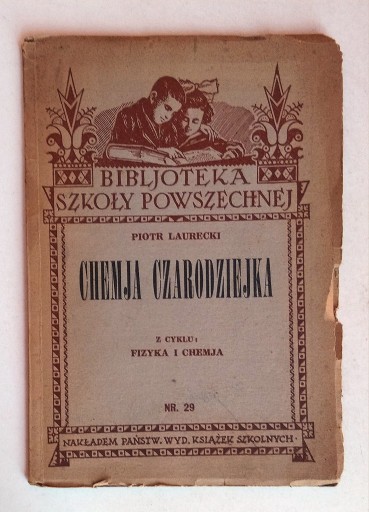 BIBLJOTEKA
SZKOŁY POWSZECHNEJ
PIOTR LAURECKI
CHEMJA CZARODZIEJKA
Z CYKLU:
FIZYKA I CHEMJA
NR. 29
NAKŁADEM PAŃSTW. WYD. KSIĄŻEK SZKOLNYCH